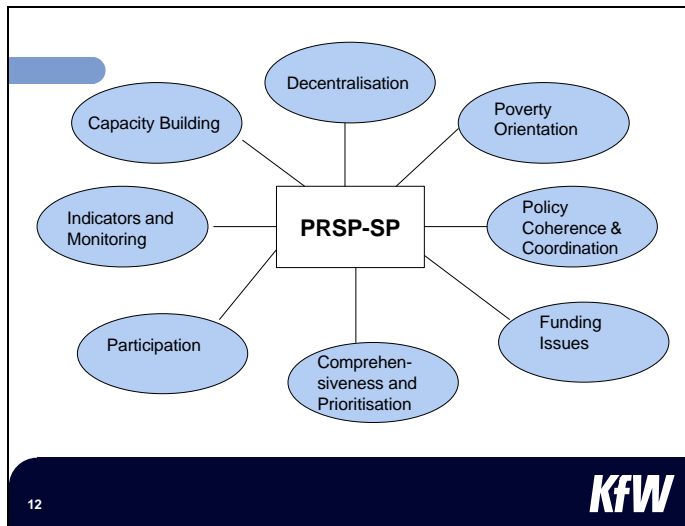 Decentralisation
Capacity Building
Poverty
Orientation
Indicators and
Monitoring
PRSP-SP
Policy
Coherence &
Coordination
Participation
Funding
Issues
Comprehen-
siveness and
Prioritisation
12
KfW